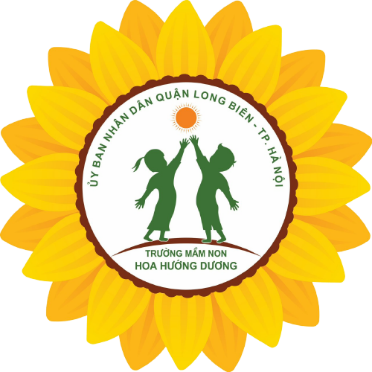 ỦY BAN NHÂN DÂN QUẬN LONG BIÊN - TP. HÀ NỘI
TRƯỜNG MẦM NON
HOA HƯỚNG DƯƠNG